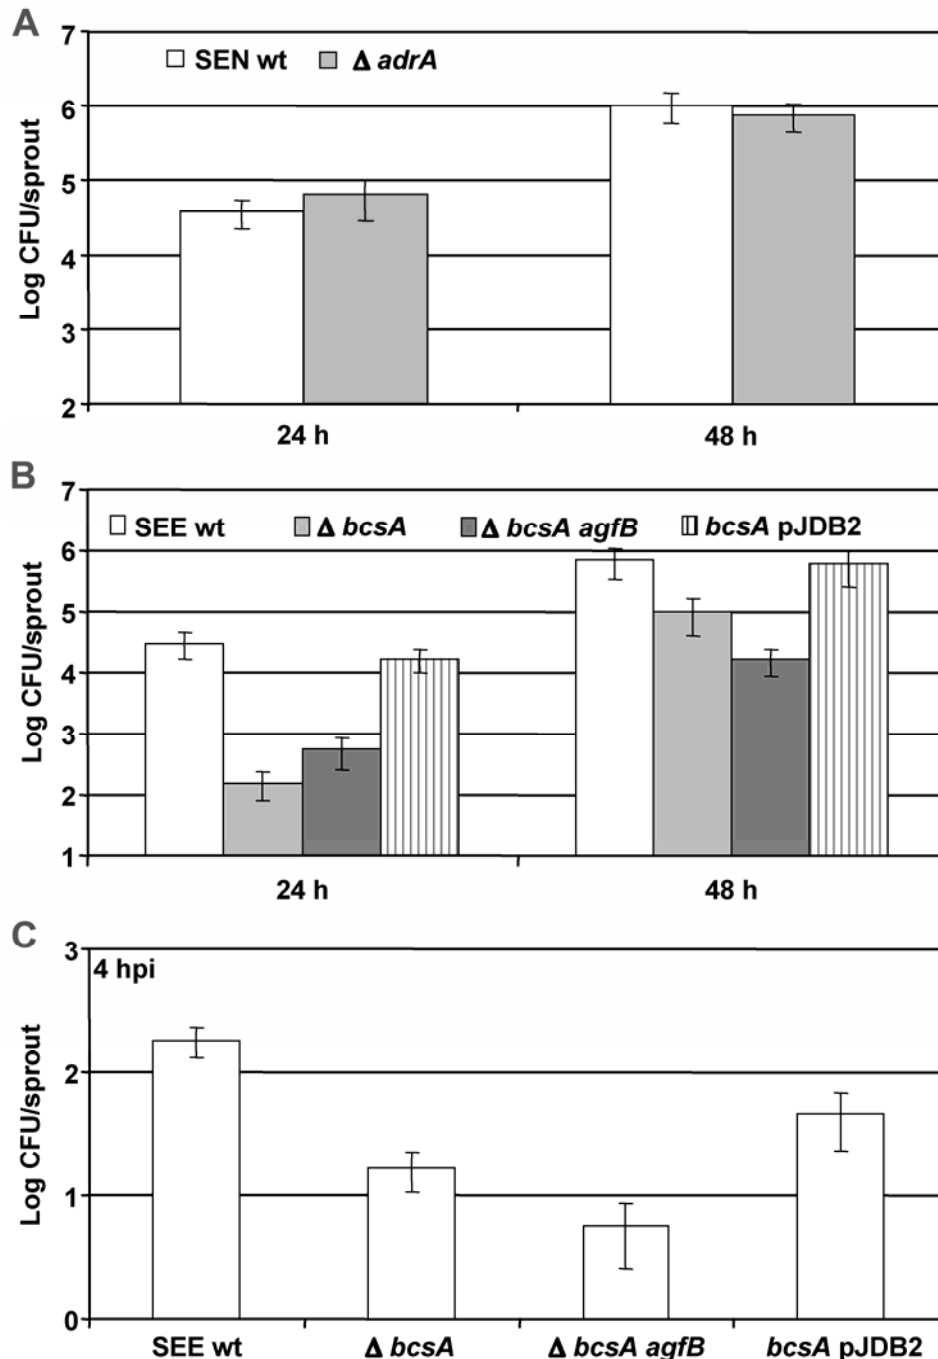 A
7
SEN wt Δ adrA
6
5
4
3
2
Log CFU/sprout
24 h 48 h
B
7
SEE wt Δ bcsA Δ bcsA agfB bcsA pJDB2
6
5
4
3
2
1
Log CFU/sprout
24 h 48 h
C
3
4 hpi
2
1
0
Log CFU/sprout
SEE wt Δ bcsA Δ bcsA agfB bcsA pJDB2